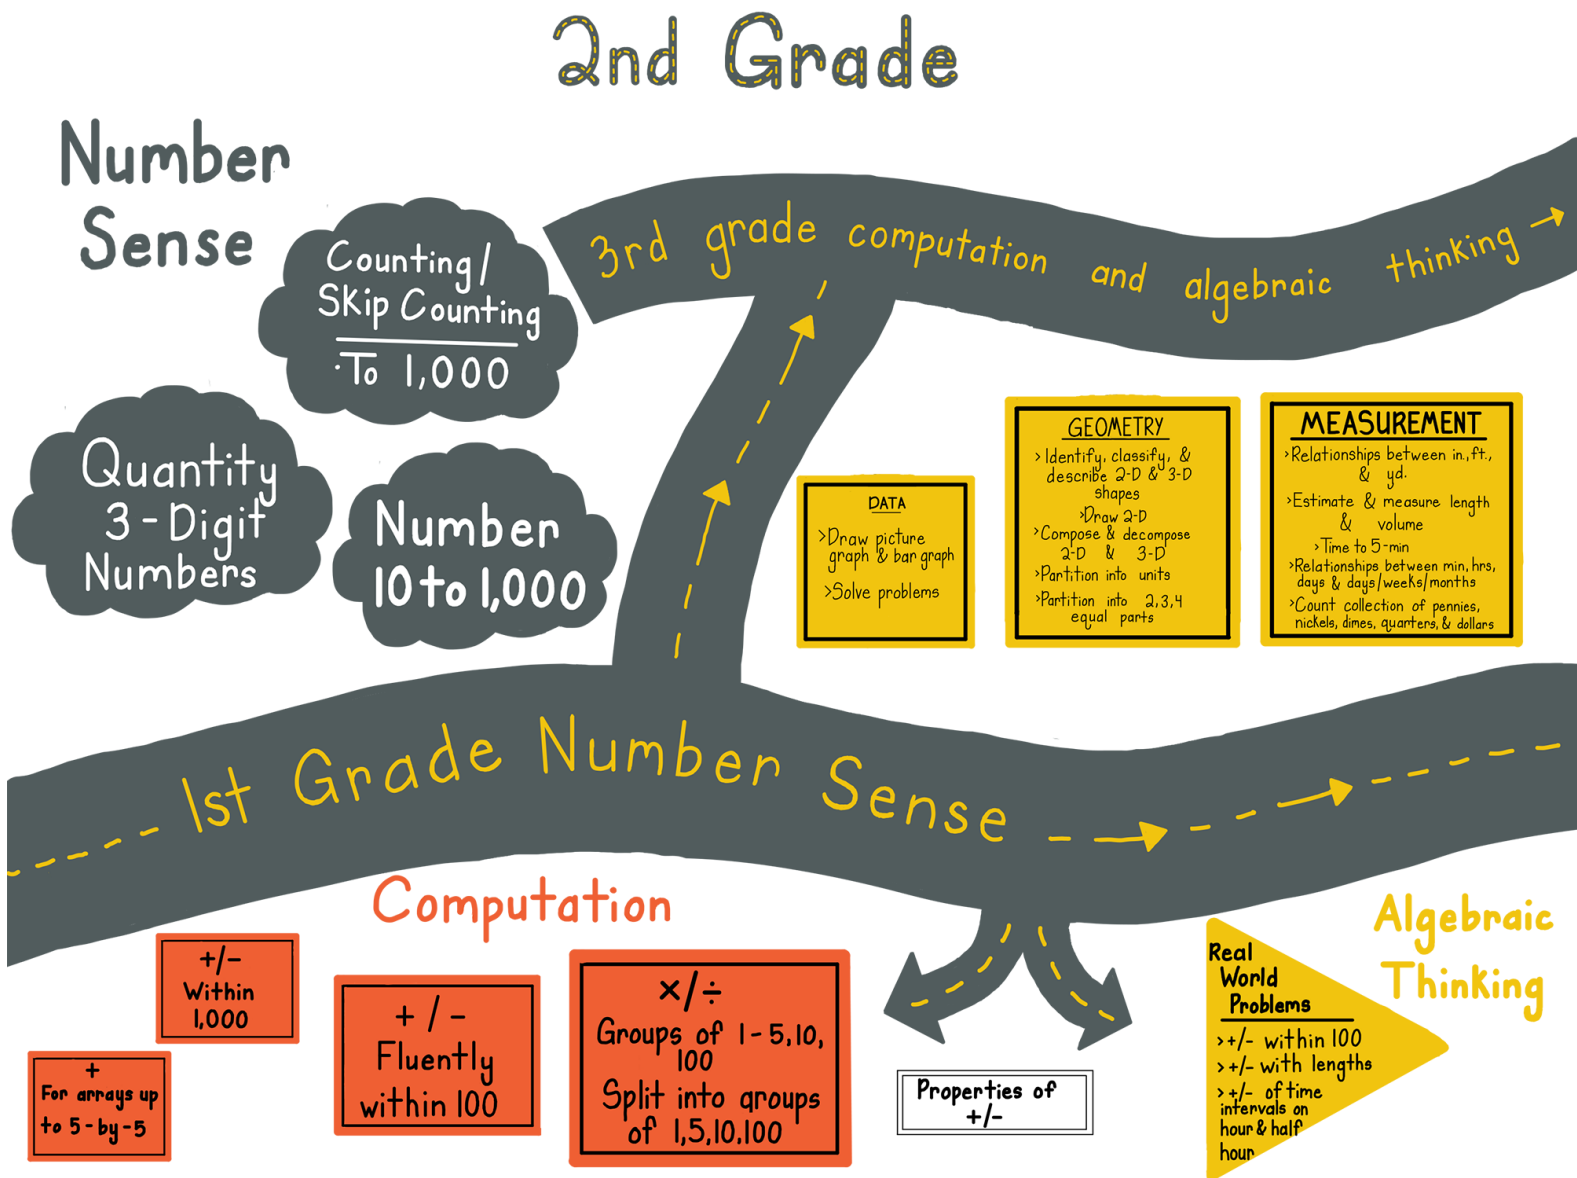 2nd Grade
Number
Sense
Counting/
Skip Counting
·To 1,000
Quantity
3-Digit
Numbers
Number
10 to 1,000
3rd grade computation and algebraic thinking
DATA
>Draw picture
graph & bar graph
>Solve problems
GEOMETRY
>Identify, classify, &
describe 2-D & 3-D
shapes
>Draw 2-D
>Compose & decompose
2-D & 3-D
>Partition into units
>Partition into 2,3,4
equal parts
MEASUREMENT
>Relationships between in., ft.,
& yd.
>Estimate & measure length
& volume
>Time to 5-min
>Relationships between min, hrs,
days & days/weeks/months
>Count collection of pennies,
nickels, dimes, quarters, & dollars
1st Grade Number Sense
Computation
+/-
Within
1,000
+
For arrays up
to 5-by-5
+/-
Fluently
within 100
×/÷
Groups of 1-5,10,
100
Split into groups
of 1,5,10,100
Properties of
+/-
Algebraic
Thinking
Real
World
Problems
>+/- within 100
>+/- with lengths
>+/- of time
intervals on
hour & half
hour